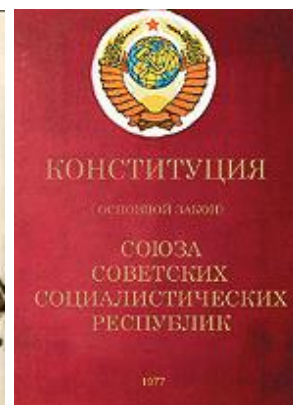 КОНСТИТУЦИЯ
(ОСНОВНОЙ ЗАКОН)
СОЮЗА
СОВЕТСКИХ
СОЦИАЛИСТИЧЕСКИХ
РЕСПУБЛИК
1977